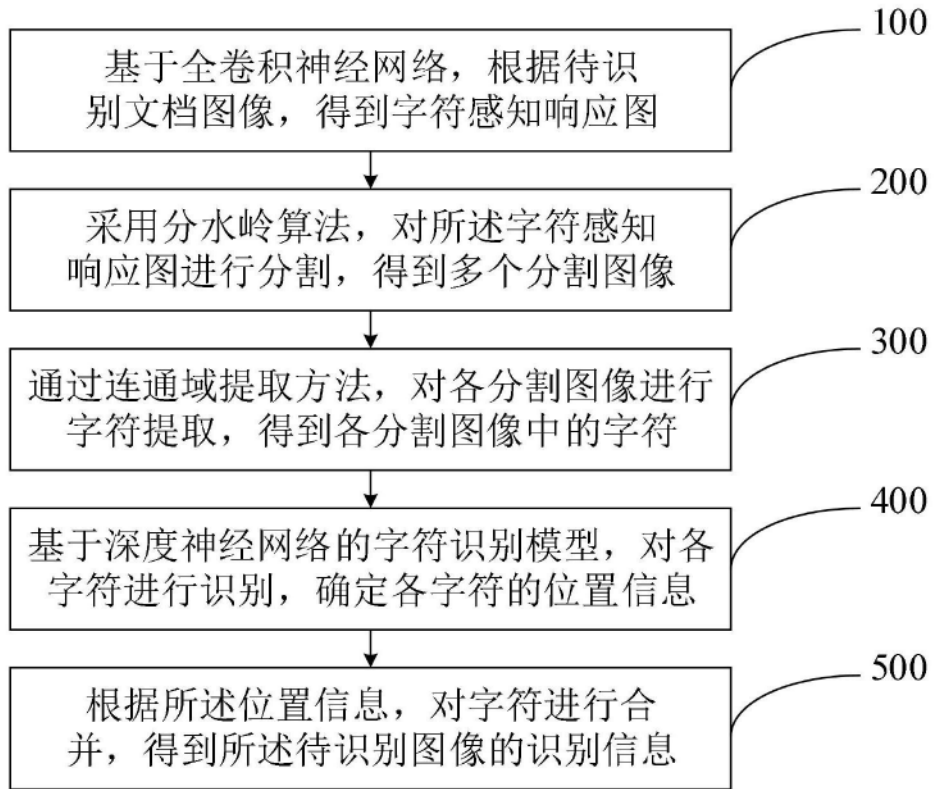 100
基于全卷积神经网络，根据待识
别文档图像，得到字符感知响应图
200
采用分水岭算法，对所述字符感知
响应图进行分割，得到多个分割图像
300
通过连通域提取方法，对各分割图像进行
字符提取，得到各分割图像中的字符
400
基于深度神经网络的字符识别模型，对各
字符进行识别，确定各字符的位置信息
500
根据所述位置信息，对字符进行合
并，得到所述待识别图像的识别信息